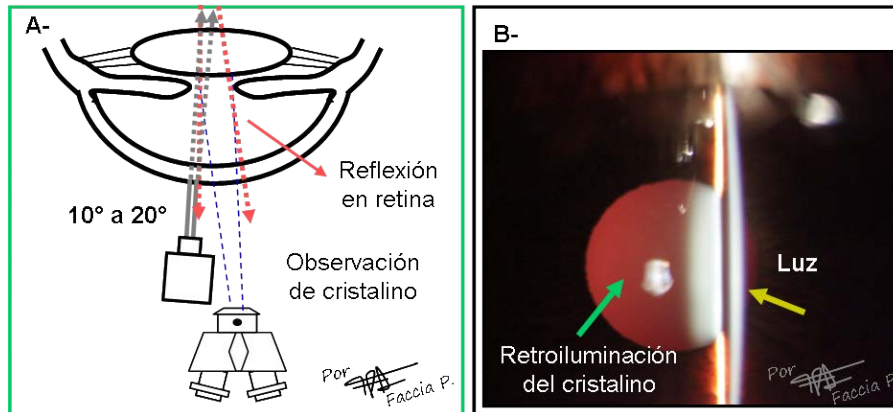 A-
Reflexión
en retina
10° a 20°
Observación
de cristalino
Por
Faccia P.
B-
Luz
Retroiluminación
del cristalino
Por
Faccia P.